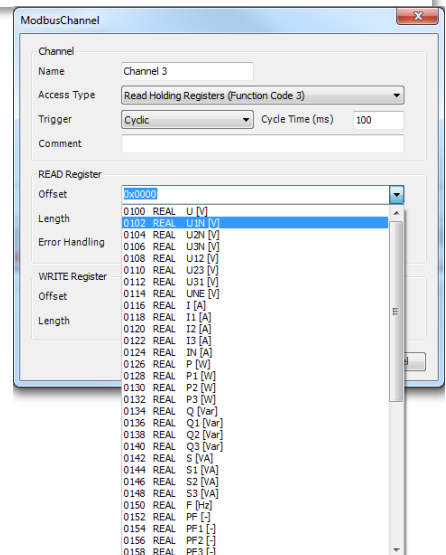 ModbusChannel
Channel
Name Channel 3
Access Type Read Holding Registers (Function Code 3)
Trigger Cyclic Cycle Time (ms) 100
Comment
READ Register
Offset 0x0000
Length
Error Handling
WRITE Register
Offset
Length
0100 REAL U [V]
0102 REAL U1N [V]
0104 REAL U2N [V]
0106 REAL U3N [V]
0108 REAL U12 [V]
0110 REAL U23 [V]
0112 REAL U31 [V]
0114 REAL UNE [V]
0116 REAL I [A]
0118 REAL I1 [A]
0120 REAL I2 [A]
0122 REAL I3 [A]
0124 REAL IN [A]
0126 REAL P [W]
0128 REAL P1 [W]
0130 REAL P2 [W]
0132 REAL P3 [W]
0134 REAL Q [Var]
0136 REAL Q1 [Var]
0138 REAL Q2 [Var]
0140 REAL Q3 [Var]
0142 REAL S [VA]
0144 REAL S1 [VA]
0146 REAL S2 [VA]
0148 REAL S3 [VA]
0150 REAL F [Hz]
0152 REAL PF [-]
0154 REAL PF1 [-]
0156 REAL PF2 [-]
0158 REAL PF3 [-]